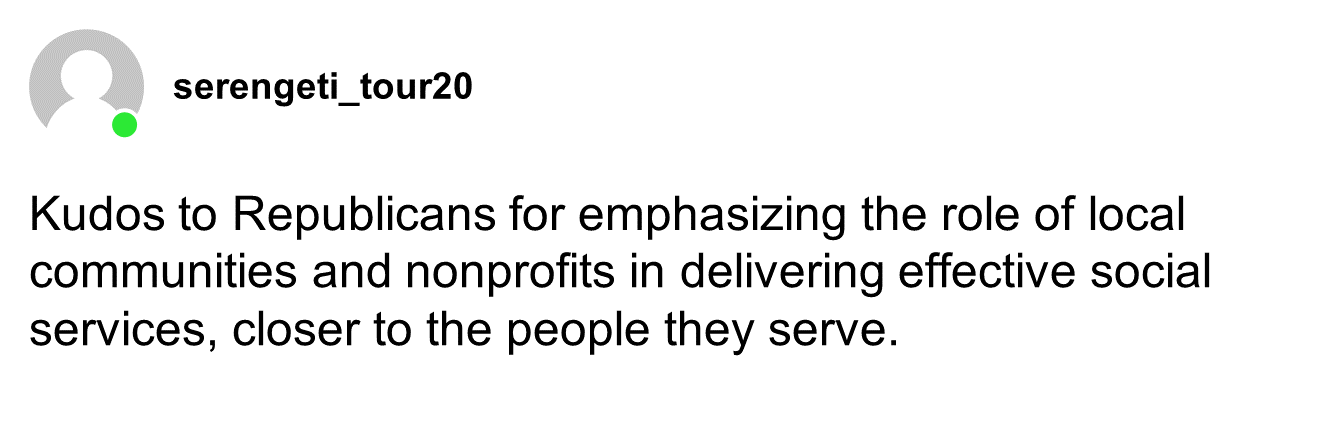 serengeti_tour20
Kudos to Republicans for emphasizing the role of local
communities and nonprofits in delivering effective social
services, closer to the people they serve.